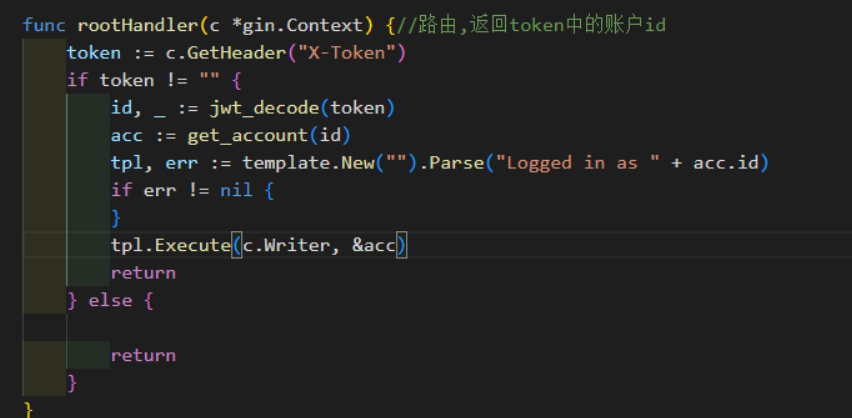 func rootHandler(c *gin.Context) {//路由,返回token中的账户id
    token := c.GetHeader("X-Token")
    if token != "" {
        id, _ := jwt_decode(token)
        acc := get_account(id)
        tpl, err := template.New("").Parse("Logged in as " + acc.id)
        if err != nil {
        }
        tpl.Execute(c.Writer, &acc)
        return
    } else {

        return
    }
}